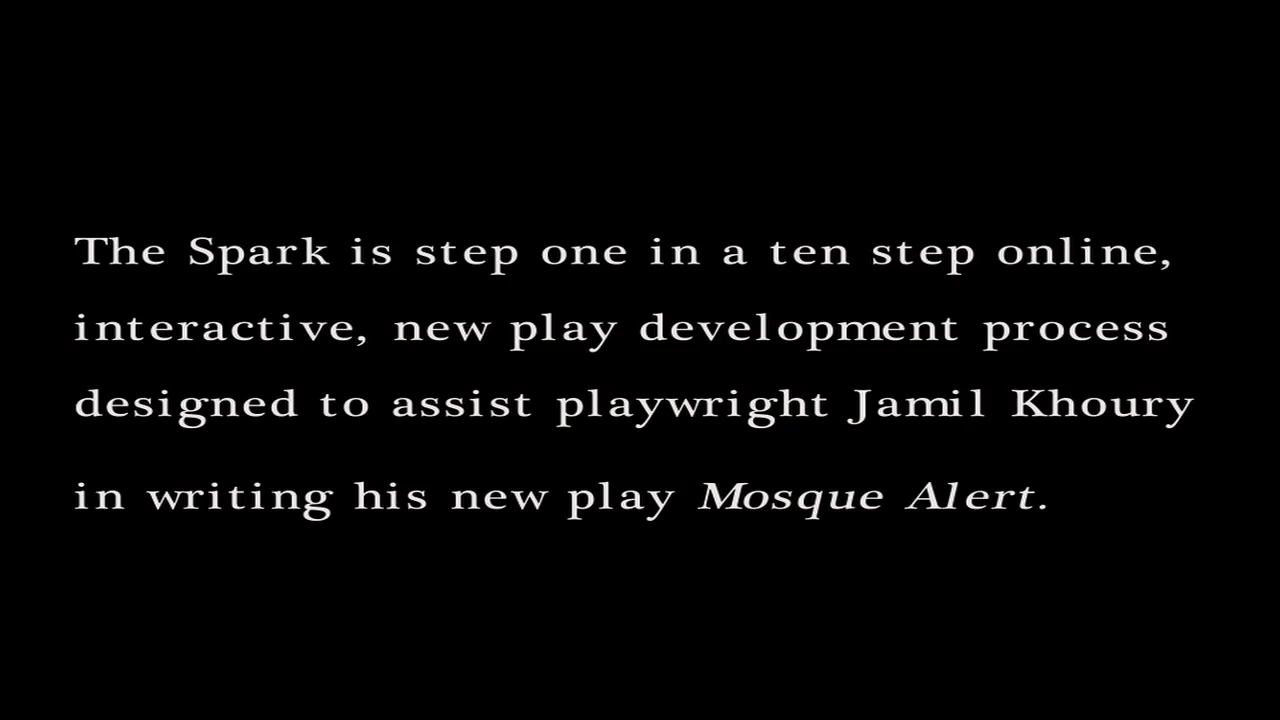 The Spark is step one in a ten step online,
interactive, new play development process
designed to assist playwright Jamil Khoury
in writing his new play Mosque Alert.